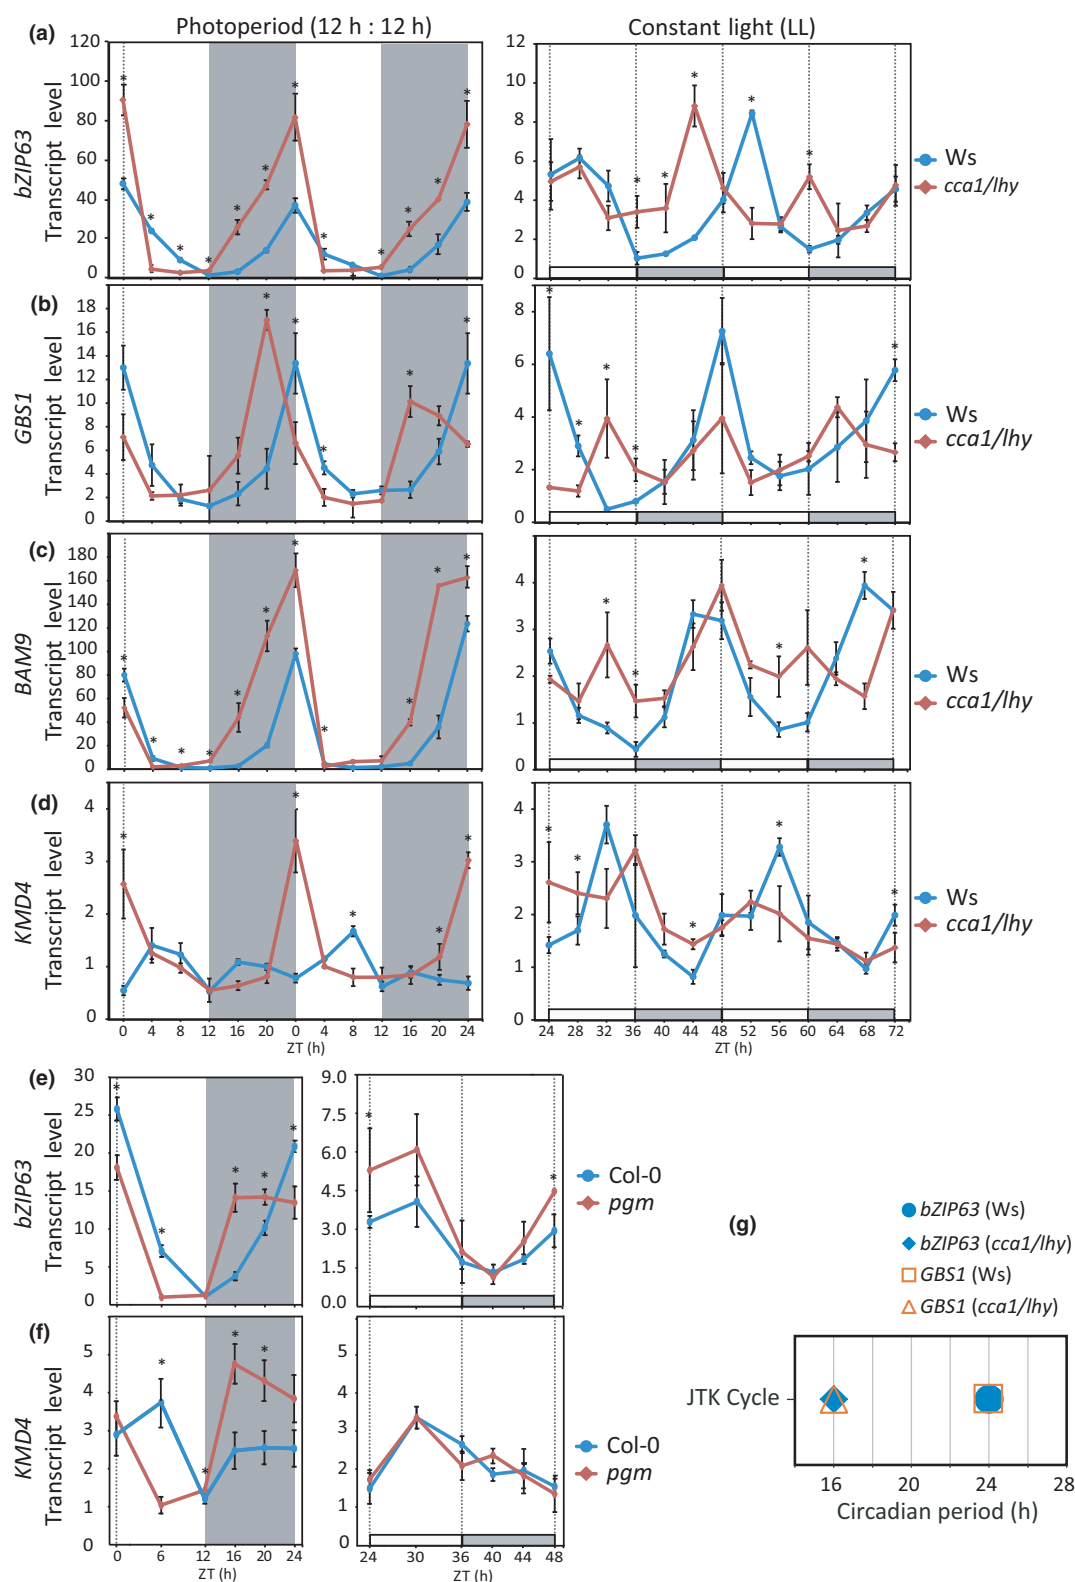 Photoperiod (12 h : 12 h)
Constant light (LL)
(a)
bZIP63
Transcript level
120
100
80
60
40
20
0
* * * * * * * * * * *
12
10
8
6
4
2
0
* * * * *
Ws
cca1/lhy
(b)
GBS1
Transcript level
18
16
14
12
10
8
6
4
2
0
* * * * *
8
6
4
2
0
* * * * *
Ws
cca1/lhy
(c)
BAM9
Transcript level
180
160
140
120
100
80
60
40
20
0
* * * * * * * * * * *
4
3
2
1
0
* * * *
Ws
cca1/lhy
(d)
KMD4
Transcript level
4
3
2
1
0
* * * * *
0 4 8 12 16 20 0 4 8 12 16 20 24
ZT (h)
4
3
2
1
0
* * * * *
24 28 32 36 40 44 48 52 56 60 64 68 72
ZT (h)
Ws
cca1/lhy
(e)
bZIP63
Transcript level
30
25
20
15
10
5
0
* * * * *
9.0
7.5
6.0
4.5
3.0
1.5
0.0
* *
Col-0
pgm
(f)
KMD4
Transcript level
5
4
3
2
1
0
* * * *
0 6 12 16 20 24
ZT (h)
5
4
3
2
1
0
24 30 36 40 44 48
ZT (h)
Col-0
pgm
(g)
bZIP63 (Ws)
bZIP63 (cca1/lhy)
GBS1 (Ws)
GBS1 (cca1/lhy)
JTK Cycle
16 20 24 28
Circadian period (h)